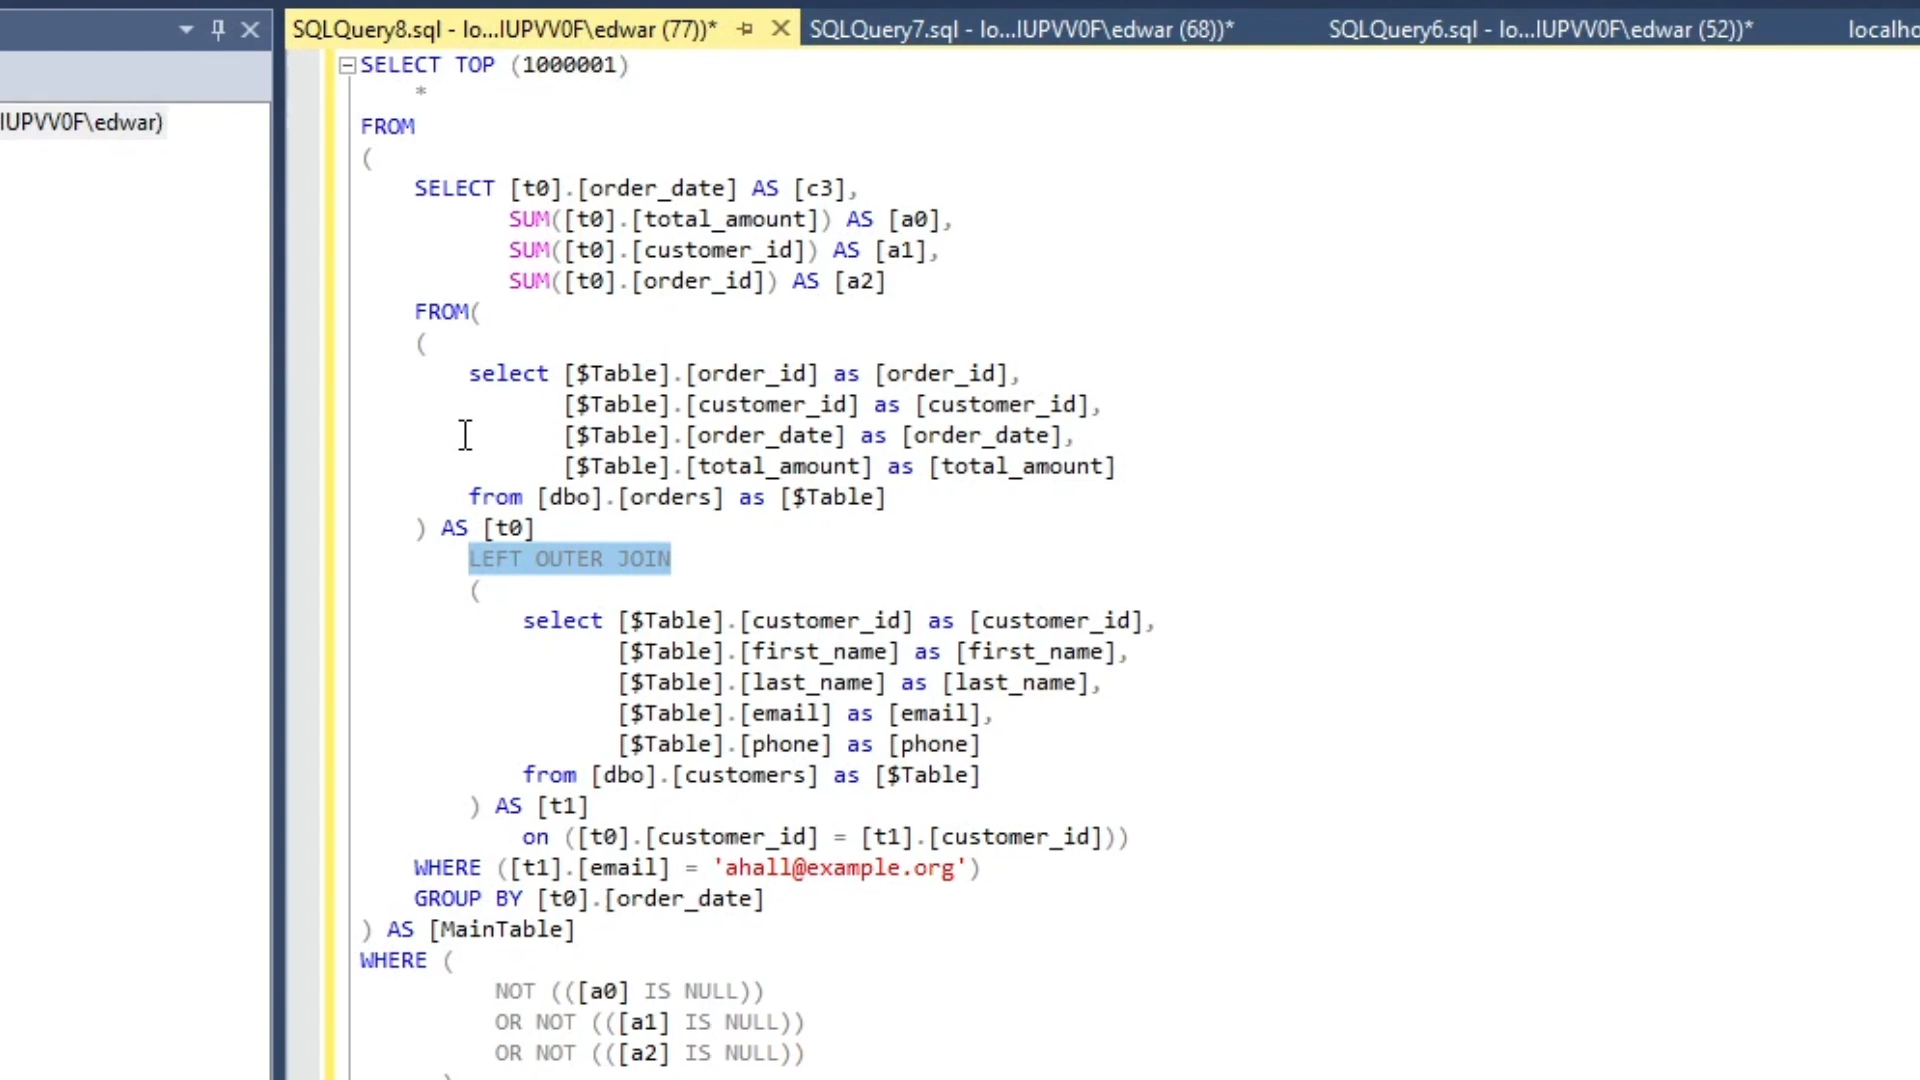 SQLQuery8.sql - lo...IUPVV0F\edwar (77))* SQLQuery7.sql - lo...IUPVV0F\edwar (68))* SQLQuery6.sql - lo...IUPVV0F\edwar (52))* localho
IUPVV0F\edwar)
SELECT TOP (1000001)
*
FROM
(
SELECT [t0].[order_date] AS [c3],
SUM([t0].[total_amount]) AS [a0],
SUM([t0].[customer_id]) AS [a1],
SUM([t0].[order_id]) AS [a2]
FROM(
(
select [$Table].[order_id] as [order_id],
[$Table].[customer_id] as [customer_id],
[$Table].[order_date] as [order_date],
[$Table].[total_amount] as [total_amount]
from [dbo].[orders] as [$Table]
) AS [t0]
LEFT OUTER JOIN
(
select [$Table].[customer_id] as [customer_id],
[$Table].[first_name] as [first_name],
[$Table].[last_name] as [last_name],
[$Table].[email] as [email],
[$Table].[phone] as [phone]
from [dbo].[customers] as [$Table]
) AS [t1]
on ([t0].[customer_id] = [t1].[customer_id]))
WHERE ([t1].[email] = 'ahall@example.org')
GROUP BY [t0].[order_date]
) AS [MainTable]
WHERE (
NOT (([a0] IS NULL))
OR NOT (([a1] IS NULL))
OR NOT (([a2] IS NULL))